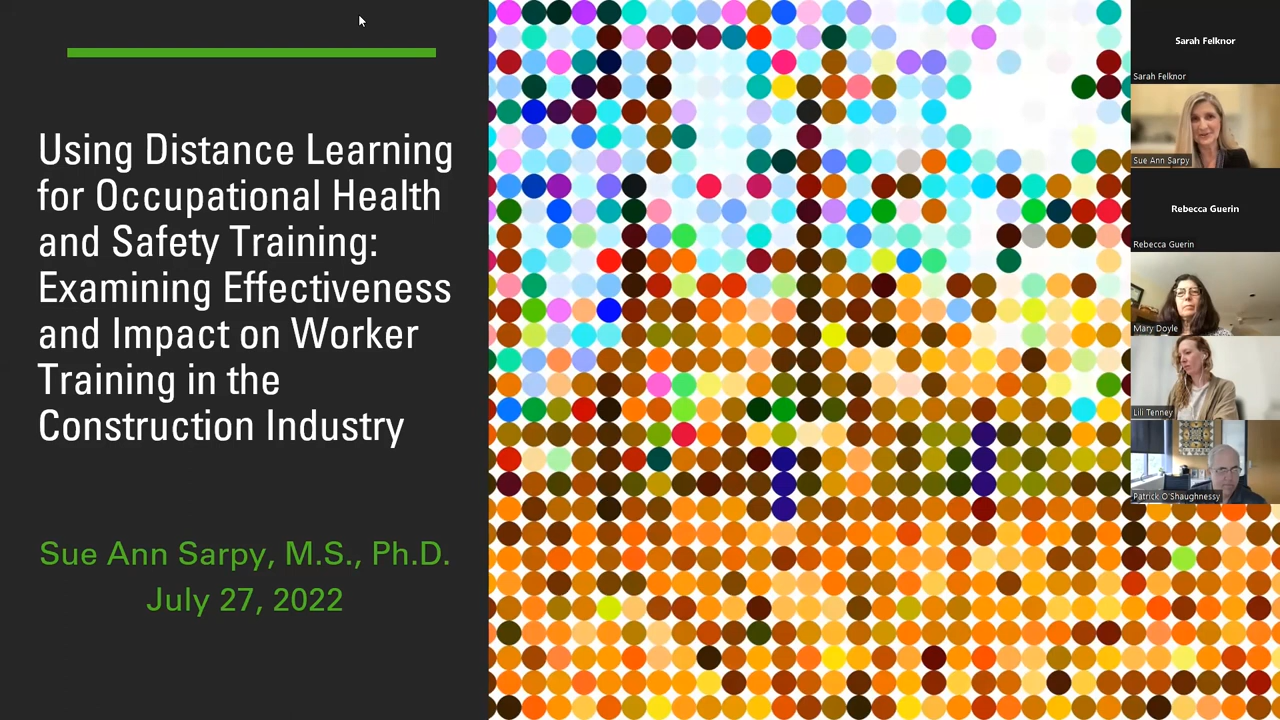 Using Distance Learning
for Occupational Health
and Safety Training:
Examining Effectiveness
and Impact on Worker
Training in the
Construction Industry
Sue Ann Sarpy, M.S., Ph.D.
July 27, 2022
Sarah Felknor
Sarah Felknor
Sue Ann Sarpy
Rebecca Guerin
Rebecca Guerin
Mary Doyle
Lili Tenney
Patrick O'Shaughnessy